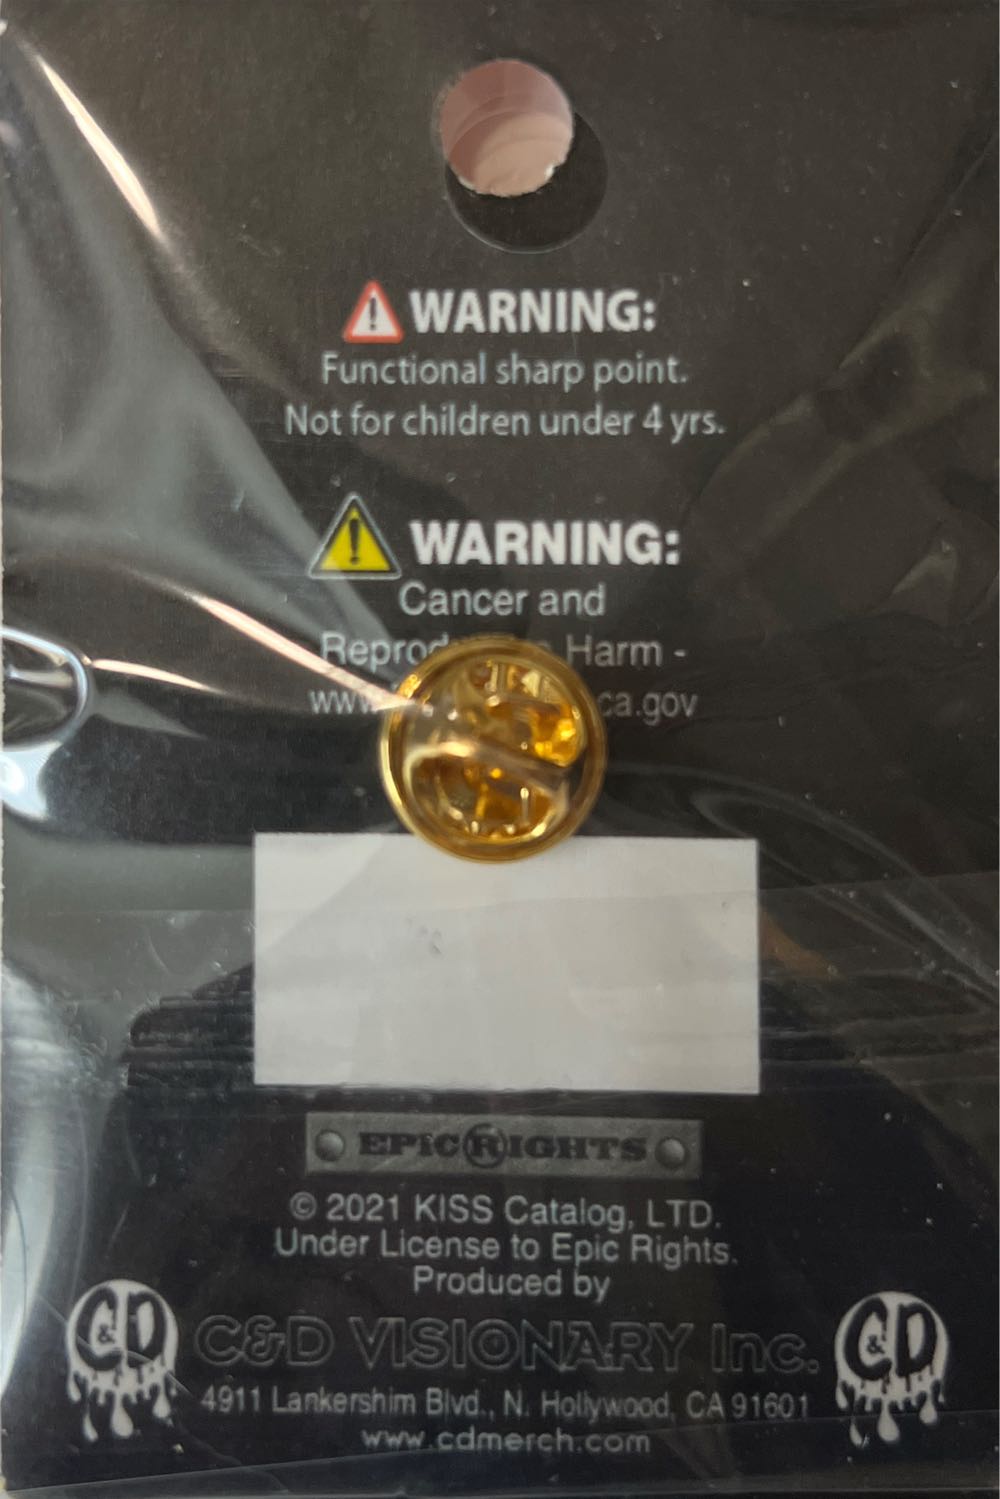 WARNING:
Functional sharp point.
Not for children under 4 yrs.
WARNING:
Cancer and
Harm -
ca.gov
EPIC RIGHTS
© 2021 KISS Catalog, LTD.
Under License to Epic Rights.
Produced by
C&D C&D VISIONARY Inc. C&D
4911 Lankershim Blvd., N. Hollywood, CA 91601
www.cdmerch.com